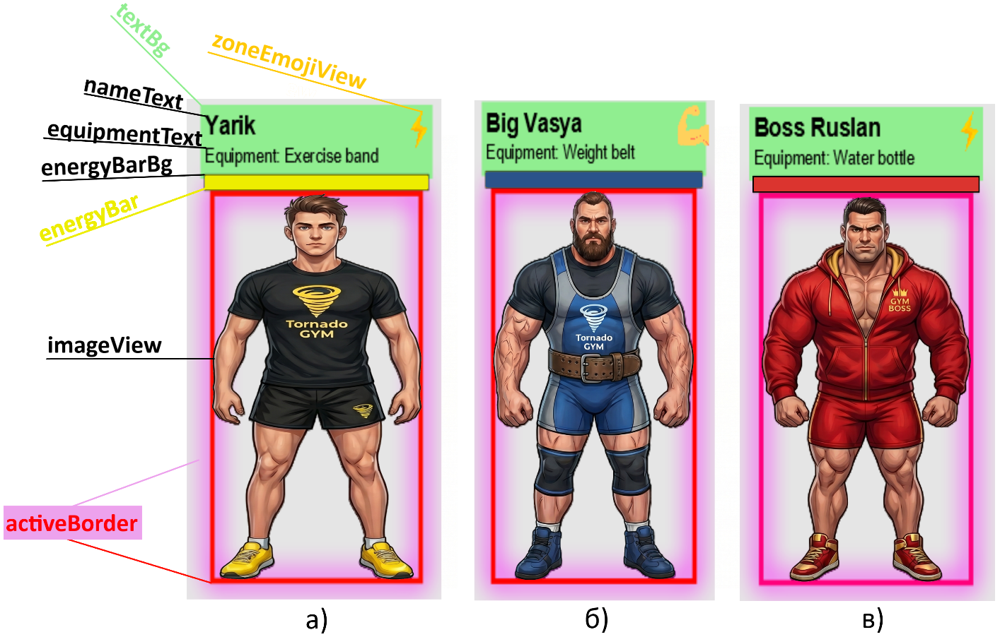 textBg
zoneEmojiView
nameText
equipmentText
energyBarBg
energyBar
imageView
activeBorder
Yarik
Equipment: Exercise band
Tornado
GYM
а)
Big Vasya
Equipment: Weight belt
Tornado
GYM
б)
Boss Ruslan
Equipment: Water bottle
GYM
BOSS
в)